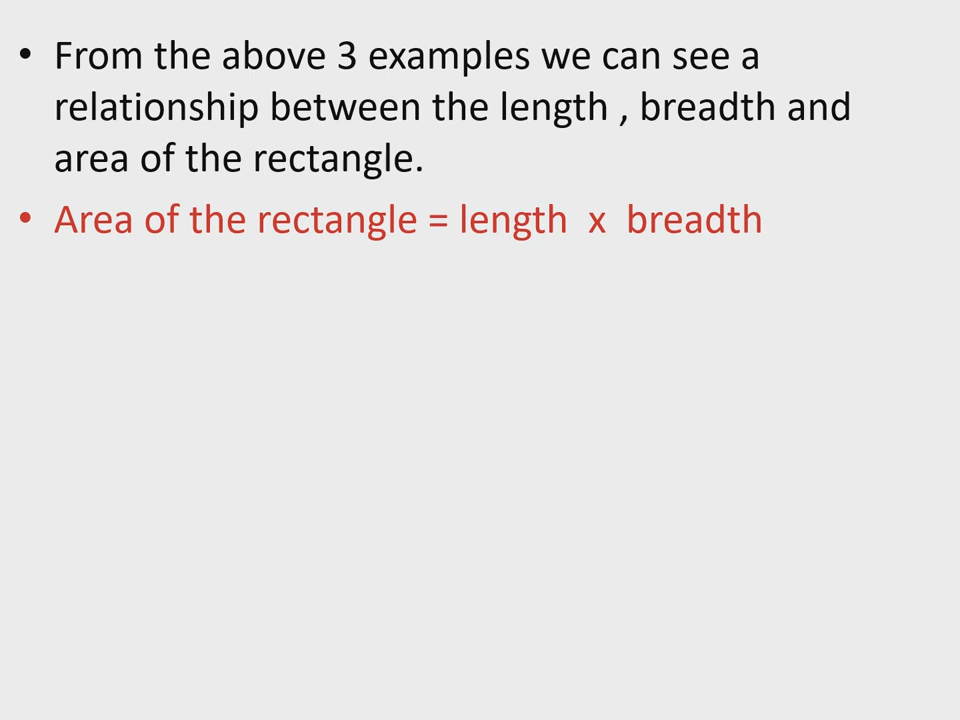 • From the above 3 examples we can see a
relationship between the length , breadth and
area of the rectangle.
• Area of the rectangle = length  x  breadth